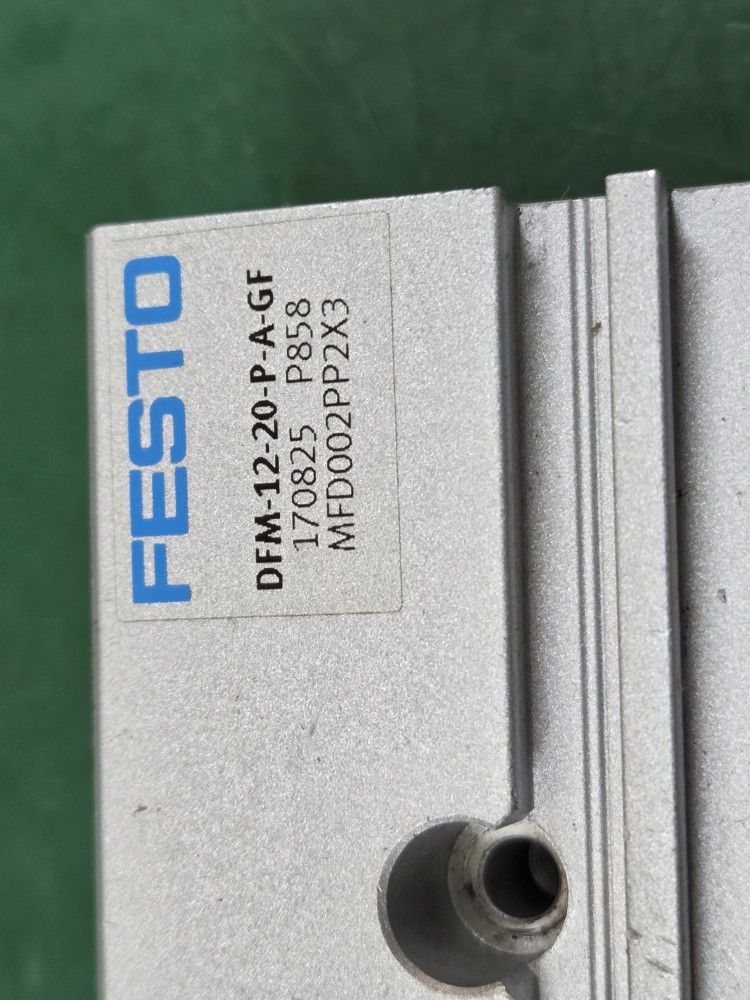 FESTO
DFM-12-20-P-A-GF
170825 P858
MFD002PP2X3